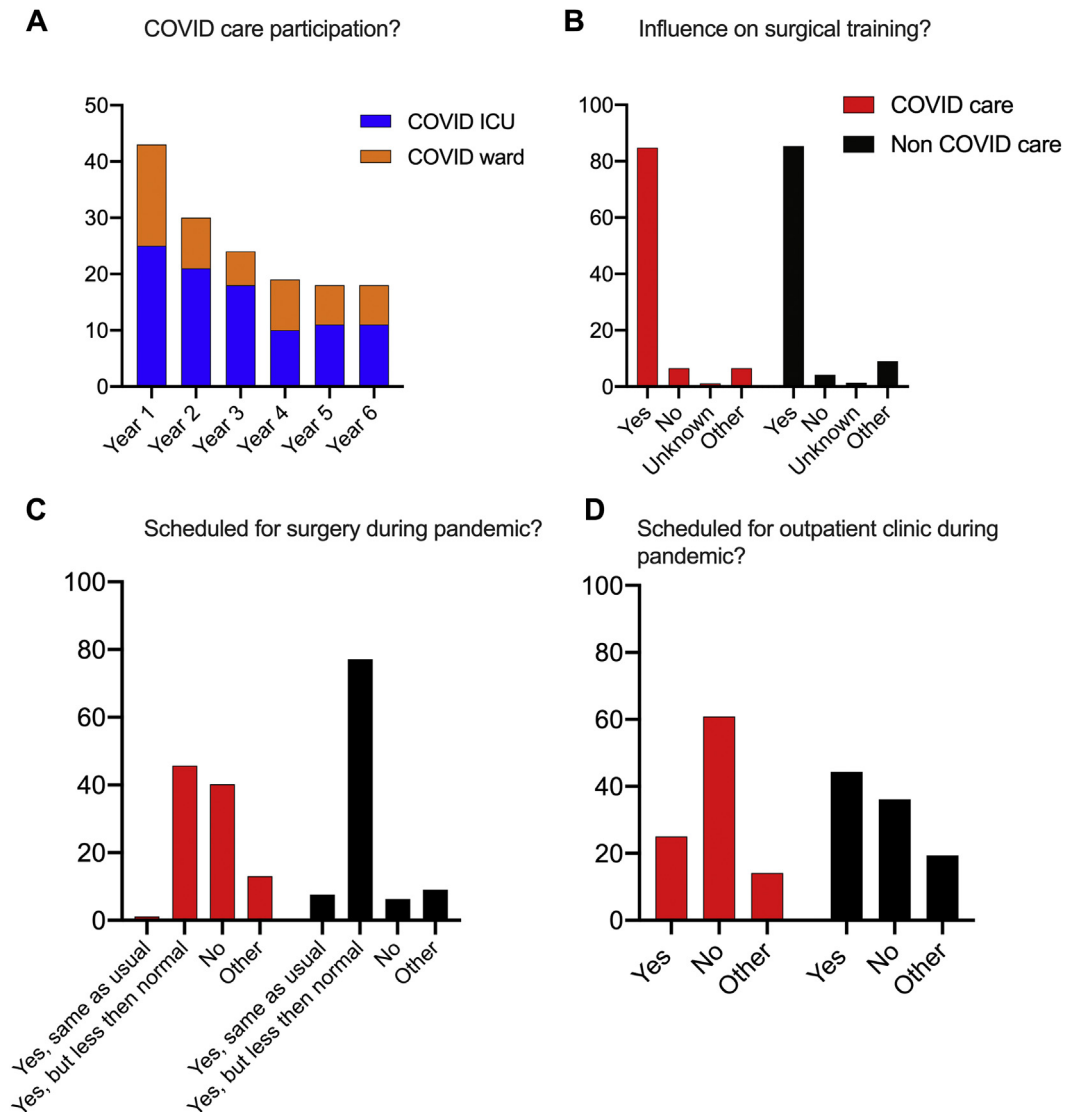 A
COVID care participation?
50
40
30
20
10
0
COVID ICU
COVID ward
Year 1
Year 2
Year 3
Year 4
Year 5
Year 6
B
Influence on surgical training?
100
80
60
40
20
0
COVID care
Non COVID care
Yes
No
Unknown
Other
Yes
No
Unknown
Other
C
Scheduled for surgery during pandemic?
100
80
60
40
20
0
Yes, same as usual
Yes, but less then normal
No
Other
Yes, same as usual
Yes, but less then normal
No
Other
D
Scheduled for outpatient clinic during
pandemic?
100
80
60
40
20
0
Yes
No
Other
Yes
No
Other